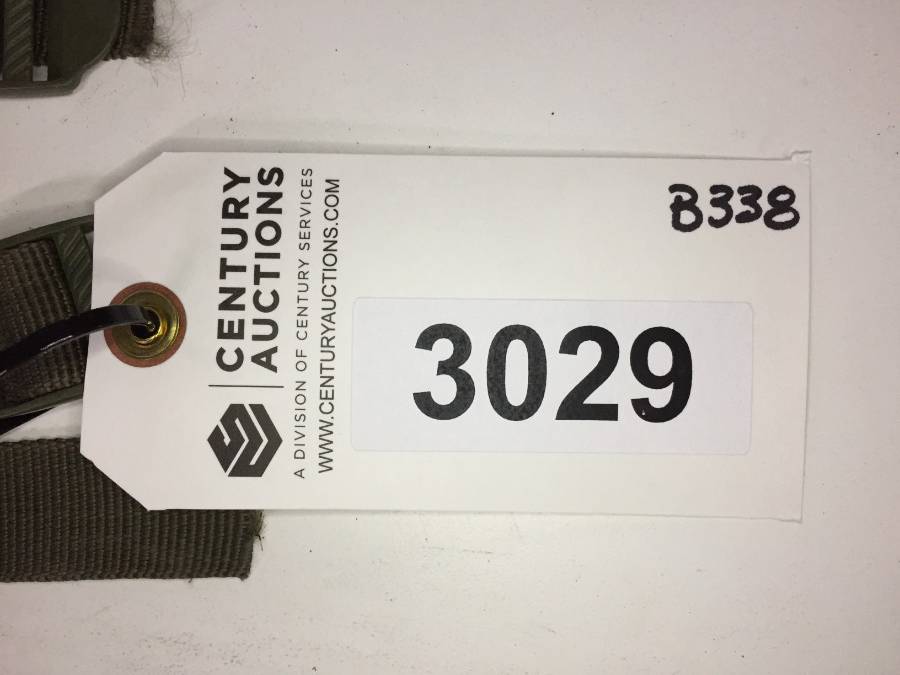 CENTURY
AUCTIONS
A DIVISION OF CENTURY SERVICES
WWW.CENTURYAUCTIONS.COM
B338
3029